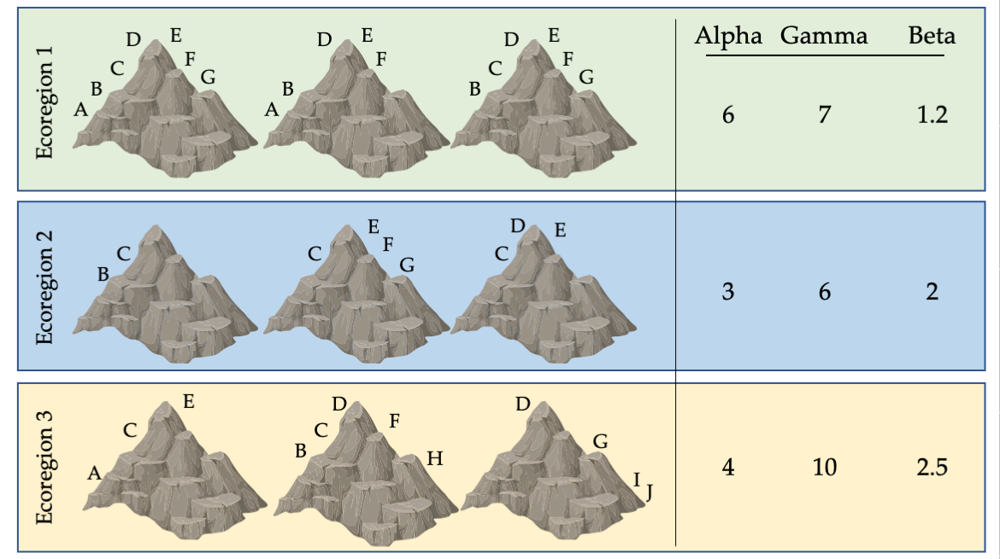 Alpha Gamma Beta
Ecoregion 1
D E D E D E
C F F C F
B G B B G
A A
6 7 1.2
Ecoregion 2
E D E
C C F C
B G
3 6 2
Ecoregion 3
E D D
C C F
B H G
A I
J
4 10 2.5